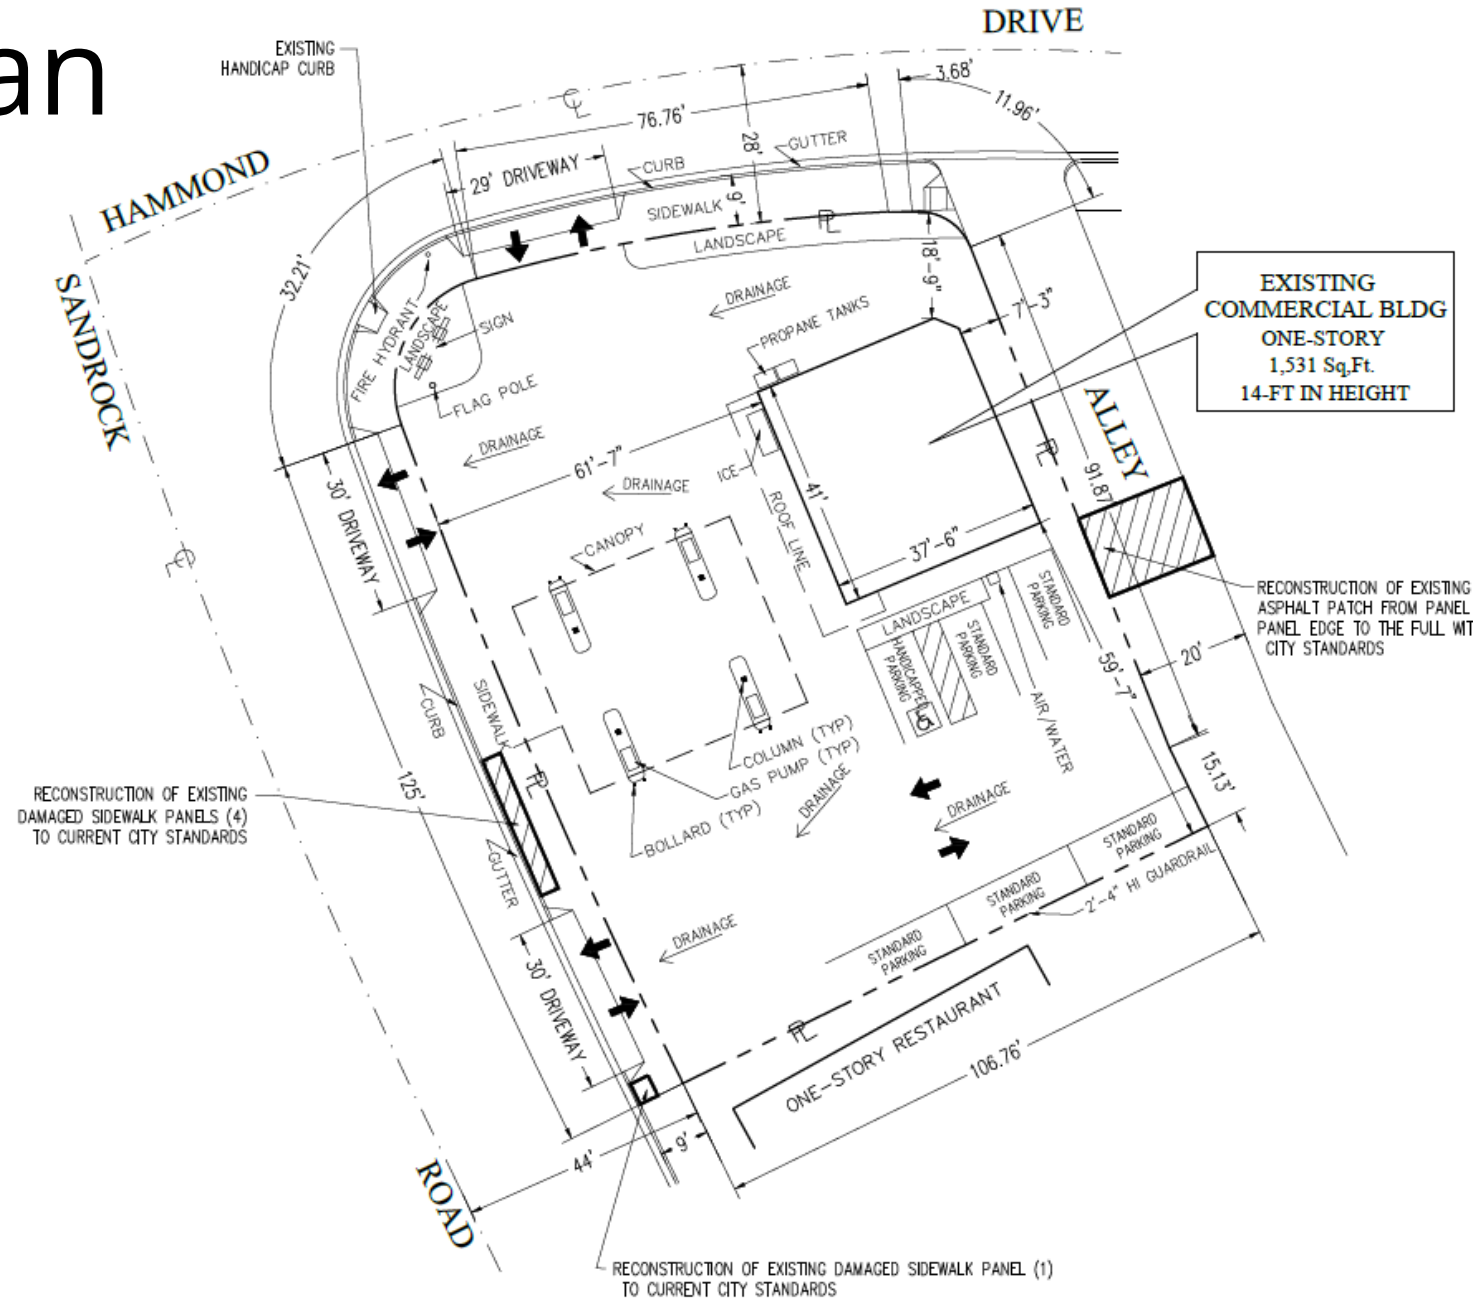 an
DRIVE
EXISTING
HANDICAP CURB
3.68'
11.96'
76.76'
28'
GUTTER
HAMMOND
29' DRIVEWAY
CURB
9'
SIDEWALK
LANDSCAPE
18'-9"
32.21'
SANDROCK
FIRE HYDRANT
LANDSCAPE
SIGN
FLAG POLE
DRAINAGE
PROPANE TANKS
7'-3"
EXISTING
COMMERCIAL BLDG
ONE-STORY
1,531 Sq,Ft.
14-FT IN HEIGHT
ALLEY
91.87
DRAINAGE
61'-7"
DRAINAGE
ICE
41'
ROOF LINE
37'-6"
30' DRIVEWAY
CANOPY
LANDSCAPE
STANDARD
PARKING
STANDARD
PARKING
HANDICAPPED
PARKING
RECONSTRUCTION OF EXISTING
ASPHALT PATCH FROM PANEL
PANEL EDGE TO THE FULL WIT
CITY STANDARDS
59'-7"
20'
AIR/WATER
CURB
SIDEWALK
COLUMN (TYP)
GAS PUMP (TYP)
BOLLARD (TYP)
DRAINAGE
DRAINAGE
15.13'
125'
RECONSTRUCTION OF EXISTING
DAMAGED SIDEWALK PANELS (4)
TO CURRENT CITY STANDARDS
GUTTER
STANDARD
PARKING
STANDARD
PARKING
STANDARD
PARKING
2'-4" HI GUARDRAIL
DRAINAGE
30' DRIVEWAY
ONE-STORY RESTAURANT
106.76'
44'
9'
ROAD
RECONSTRUCTION OF EXISTING DAMAGED SIDEWALK PANEL (1)
TO CURRENT CITY STANDARDS